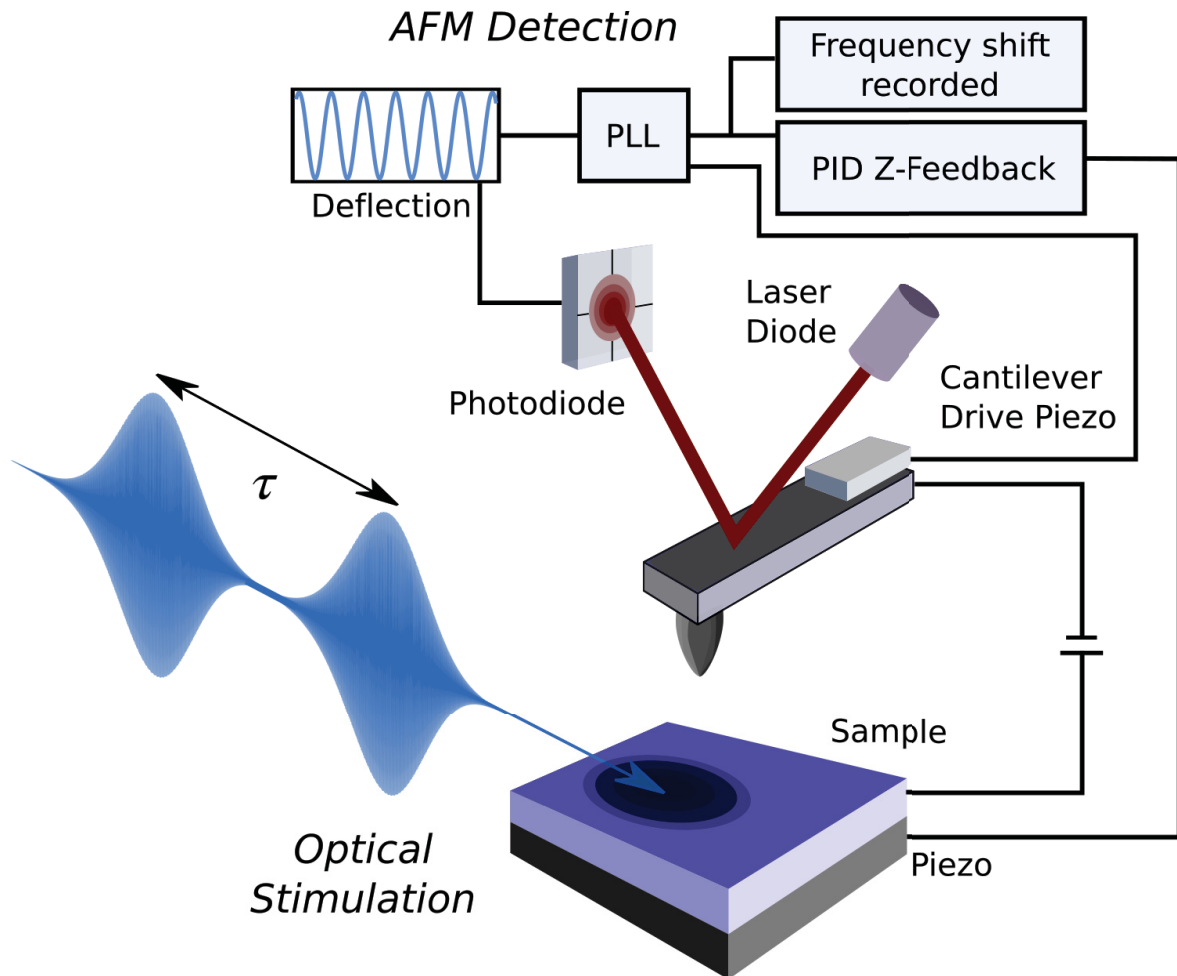 AFM Detection
Frequency shift
recorded
PLL
PID Z-Feedback
Deflection
Laser
Diode
Photodiode
Cantilever
Drive Piezo
τ
Sample
Optical
Stimulation
Piezo